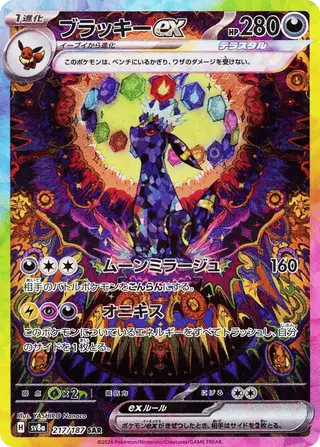 1進化
ブラッキーex
HP280
イーブイから進化
テラスタル
このポケモンは、ベンチにいるかぎり、ワザのダメージを受けない。
ムーンミラージュ 160
相手のバトルポケモンをこんらんにする。
オニキス
このポケモンについているエネルギーをすべてトラッシュし、自分の
サイドを1枚とる。
弱点 ×2 抵抗力 にげる
exルール
ポケモンexがきぜつしたとき、相手はサイドを2枚とる。
Illus. YASHIRO Nanaco
H sv8a 217/187 SAR
©2024 Pokémon/Nintendo/Creatures/GAME FREAK.